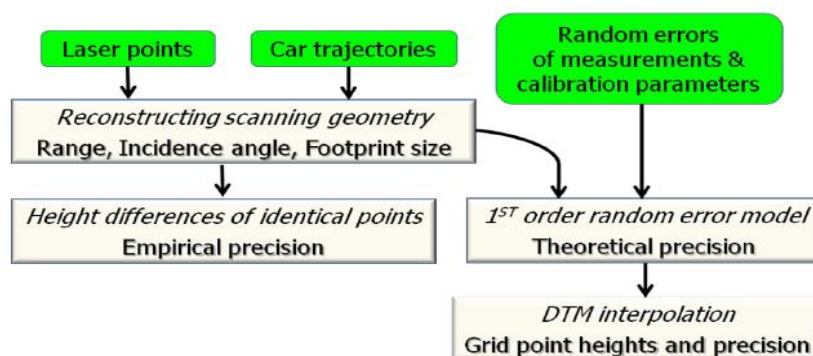 Laser points
Car trajectories
Random errors
of measurements &
calibration parameters
Reconstructing scanning geometry
Range, Incidence angle, Footprint size
Height differences of identical points
Empirical precision
1ST order random error model
Theoretical precision
DTM interpolation
Grid point heights and precision